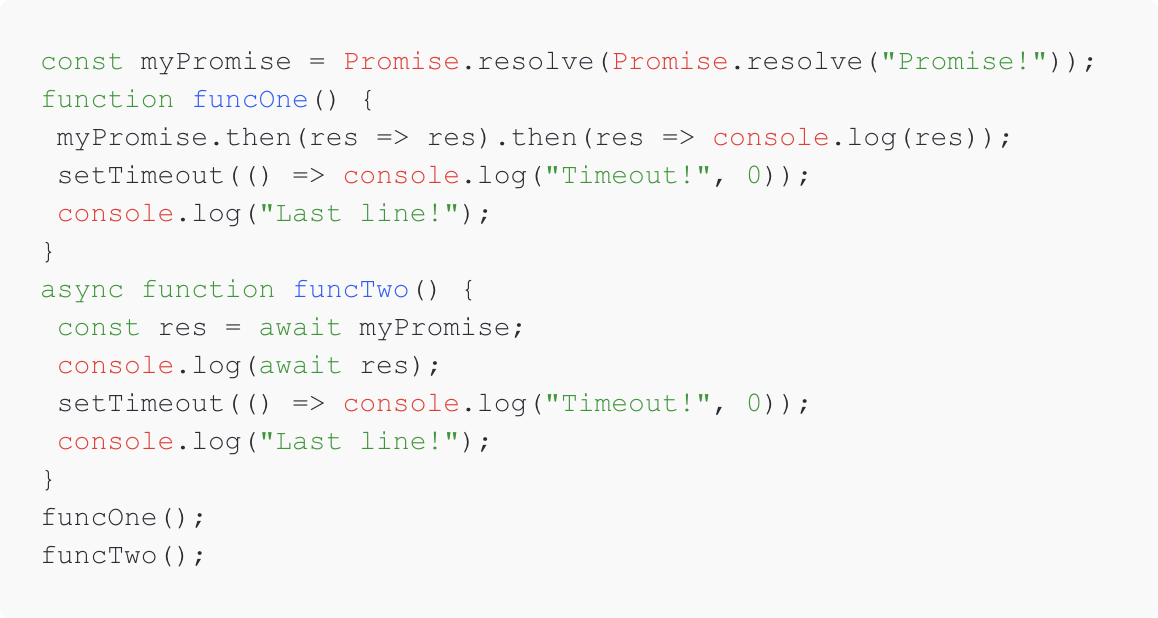 const myPromise = Promise.resolve(Promise.resolve("Promise!"));
function funcOne() {
 myPromise.then(res => res).then(res => console.log(res));
 setTimeout(() => console.log("Timeout!", 0));
 console.log("Last line!");
}
async function funcTwo() {
 const res = await myPromise;
 console.log(await res);
 setTimeout(() => console.log("Timeout!", 0));
 console.log("Last line!");
}
funcOne();
funcTwo();